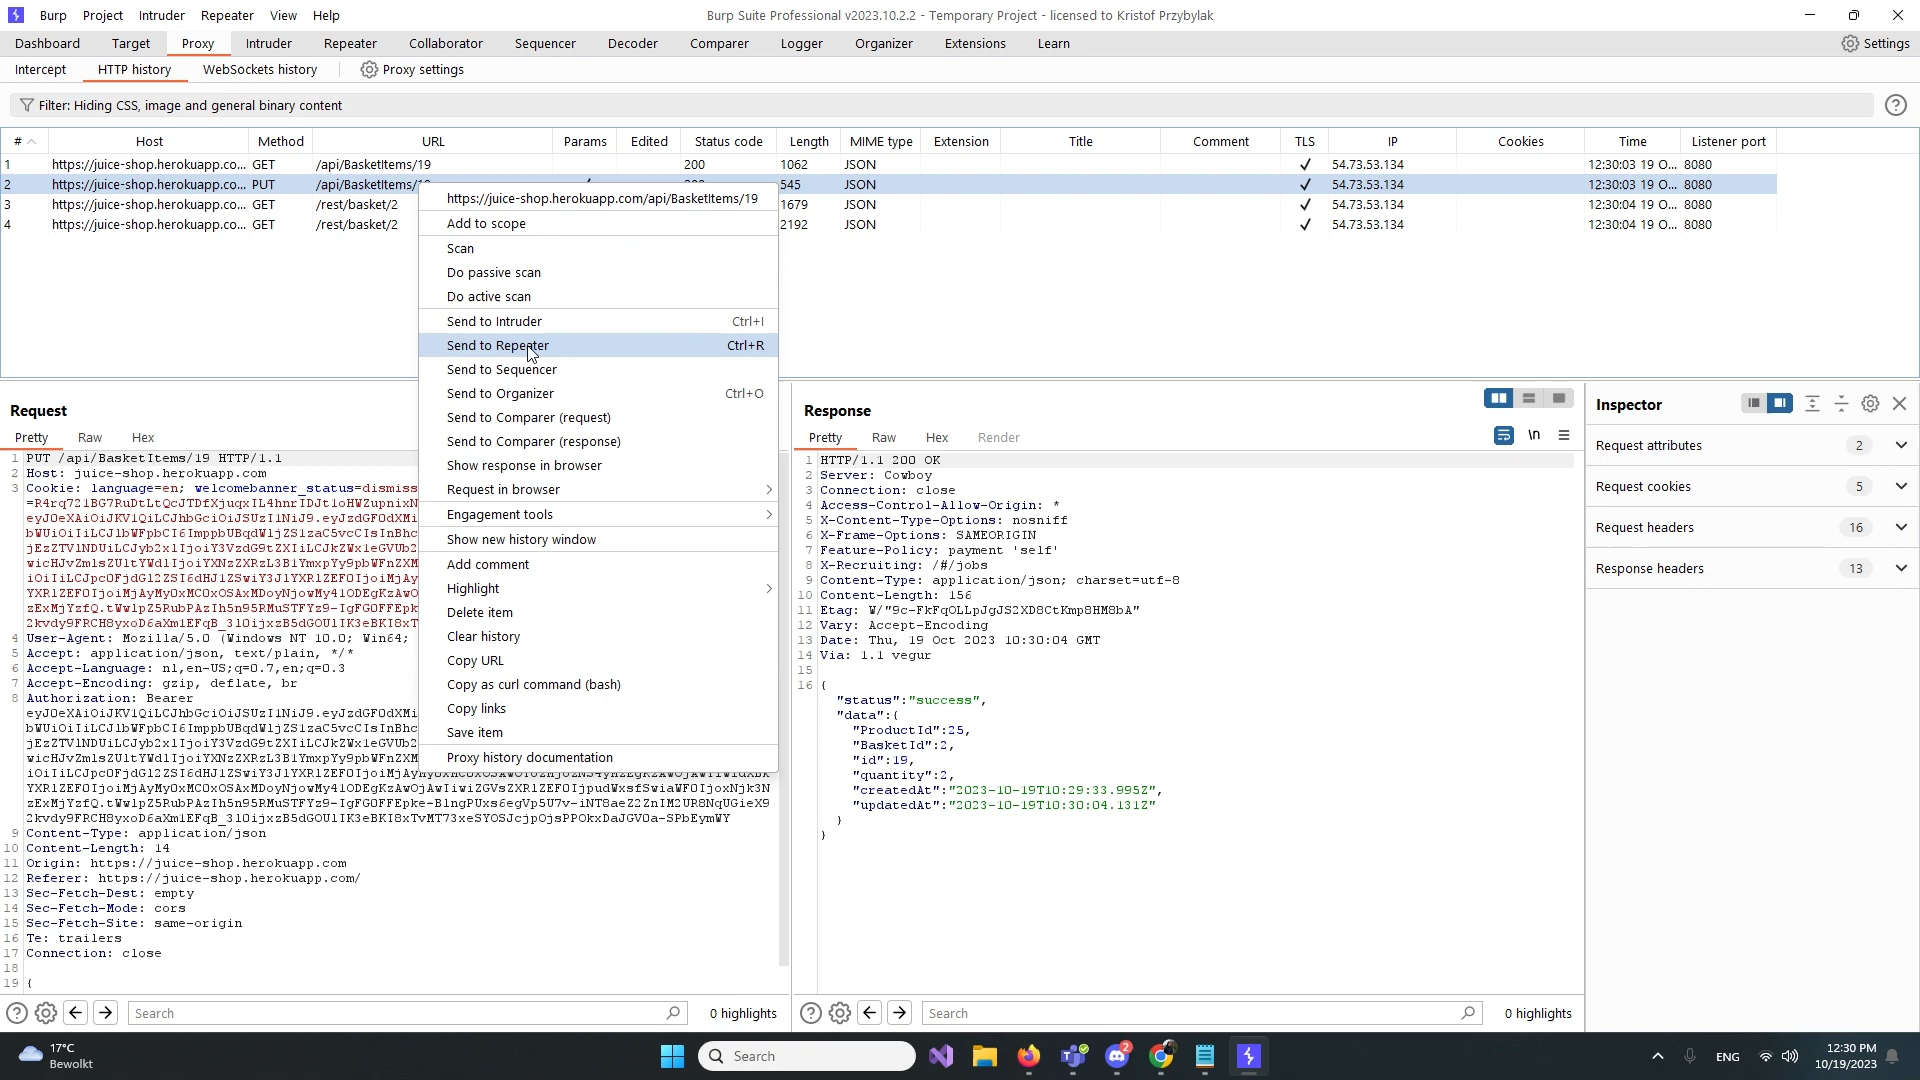 Burp Project Intruder Repeater View Help
Burp Suite Professional v2023.10.2.2 - Temporary Project - licensed to Kristof Przybylak
Dashboard Target Proxy Intruder Repeater Collaborator Sequencer Decoder Comparer Logger Organizer Extensions Learn Settings
Intercept HTTP history WebSockets history Proxy settings
Filter: Hiding CSS, image and general binary content
# Host Method URL Params Edited Status code Length MIME type Extension Title Comment TLS IP Cookies Time Listener port
1 https://juice-shop.herokuapp.co... GET /api/BasketItems/19 200 1062 JSON ✓ 54.73.53.134 12:30:03 19 O... 8080
2 https://juice-shop.herokuapp.co... PUT /api/BasketItems/ 545 JSON ✓ 54.73.53.134 12:30:03 19 O... 8080
3 https://juice-shop.herokuapp.co... GET /rest/basket/2 1679 JSON ✓ 54.73.53.134 12:30:04 19 O... 8080
4 https://juice-shop.herokuapp.co... GET /rest/basket/2 2192 JSON ✓ 54.73.53.134 12:30:04 19 O... 8080
https://juice-shop.herokuapp.com/api/BasketItems/19
Add to scope
Scan
Do passive scan
Do active scan
Send to Intruder Ctrl+I
Send to Repeater Ctrl+R
Send to Sequencer
Send to Organizer Ctrl+O
Send to Comparer (request)
Send to Comparer (response)
Show response in browser
Request in browser
Engagement tools
Show new history window
Add comment
Highlight
Delete item
Clear history
Copy URL
Copy as curl command (bash)
Copy links
Save item
Proxy history documentation
Request
Pretty Raw Hex
1 PUT /api/BasketItems/19 HTTP/1.1
2 Host: juice-shop.herokuapp.com
3 Cookie: language=en; welcomebanner_status=dismiss
4 User-Agent: Mozilla/5.0 (Windows NT 10.0; Win64;
5 Accept: application/json, text/plain, */*
6 Accept-Language: nl,en-US;q=0.7,en;q=0.3
7 Accept-Encoding: gzip, deflate, br
8 Authorization: Bearer
9 Content-Type: application/json
10 Content-Length: 14
11 Origin: https://juice-shop.herokuapp.com
12 Referer: https://juice-shop.herokuapp.com/
13 Sec-Fetch-Dest: empty
14 Sec-Fetch-Mode: cors
15 Sec-Fetch-Site: same-origin
16 Te: trailers
17 Connection: close
18
19 {
Search 0 highlights
Response
Pretty Raw Hex Render
\n
1 HTTP/1.1 200 OK
2 Server: Cowboy
3 Connection: close
4 Access-Control-Allow-Origin: *
5 X-Content-Type-Options: nosniff
6 X-Frame-Options: SAMEORIGIN
7 Feature-Policy: payment 'self'
8 X-Recruiting: /#/jobs
9 Content-Type: application/json; charset=utf-8
10 Content-Length: 156
11 Etag: W/"9c-FkFqOLLpJgJS2XD8CtKmp8HM8bA"
12 Vary: Accept-Encoding
13 Date: Thu, 19 Oct 2023 10:30:04 GMT
14 Via: 1.1 vegur
15
16 {
"status":"success",
"data":{
"ProductId":25,
"BasketId":2,
"id":19,
"quantity":2,
"createdAt":"2023-10-19T10:29:33.995Z",
"updatedAt":"2023-10-19T10:30:04.131Z"
}
}
Search 0 highlights
Inspector
Request attributes 2
Request cookies 5
Request headers 16
Response headers 13
17°C
Bewolkt
Search
2
ENG
12:30 PM
10/19/2023